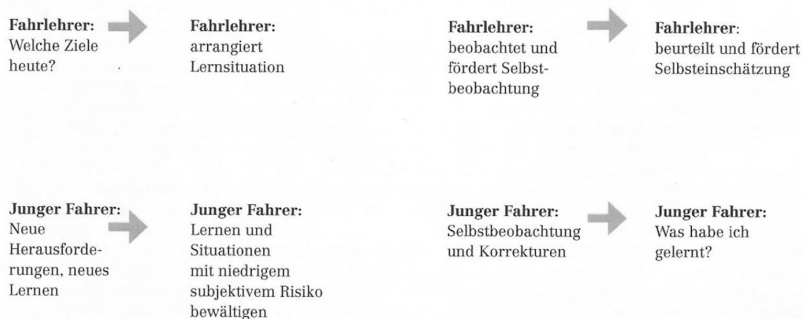 Fahrlehrer:
Welche Ziele
heute?
Fahrlehrer:
arrangiert
Lernsituation
Fahrlehrer:
beobachtet und
fördert Selbst-
beobachtung
Fahrlehrer:
beurteilt und fördert
Selbsteinschätzung
Junger Fahrer:
Neue
Herausforde-
rungen, neues
Lernen
Junger Fahrer:
Lernen und
Situationen
mit niedrigem
subjektivem Risiko
bewältigen
Junger Fahrer:
Selbstbeobachtung
und Korrekturen
Junger Fahrer:
Was habe ich
gelernt?